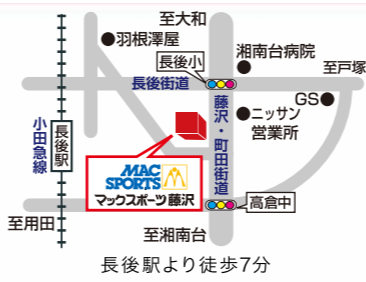 至大和
羽根澤屋
長後小
湘南台病院
至戸塚
長後街道
GS
ニッサン
営業所
藤沢・町田街道
小田急線
長後駅
MAC
SPORTS
マックスポーツ藤沢
高倉中
至用田
至湘南台
長後駅より徒歩7分